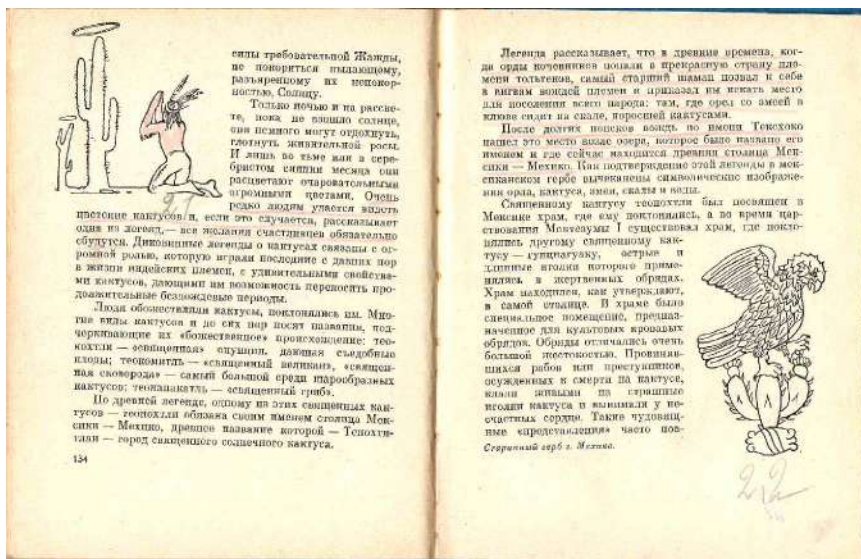 силы требовательной Жажды,
не покориться пылающему,
разъяренному их непокор-
ностью, Солнцу.
Только ночью и на рассве-
те, пока не взошло солнце,
они немного могут отдохнуть,
глотнуть живительной росы.
И лишь во тьме или в сере-
бристом сиянии месяца они
расцветают очаровательными
огромными цветами. Очень
редко людям удается видеть
цветение кактусов и, если это случается, рассказывает
одна из легенд,— все желания счастливцев обязательно
сбудутся. Диковинные легенды о кактусах связаны с ог-
ромной ролью, которую играли последние с давних пор
в жизни индейских племен, с удивительными свойства-
ми кактусов, дающими им возможность переносить про-
должительные бездождевые периоды.
Люди обожествляли кактусы, поклонялись им. Мно-
гие виды кактусов и до сих пор носят названия, под-
черкивающие их «божественное» происхождение: тео-
нохтли — «священная» опунция, дающая съедобные
плоды; теокомитль — «священный великан», «священ-
ная сковорода» — самый большой среди шарообразных
кактусов; теонанакатль — «священный гриб».
По древней легенде, одному из этих священных как-
тусов — теонохтли обязана своим именем столица Мек-
сики — Мехико, древнее название которой — Тенохти-
тлан — город священного солнечного кактуса.
134
21
Легенда рассказывает, что в древние времена, ког-
да орды кочевников попали в прекрасную страну пле-
мени тольтеков, самый старший шаман позвал к себе
в вигвам вождей племен и приказал им искать место
для поселения всего народа: там, где орел со змеей в
клюве сидит на скале, поросшей кактусами.
После долгих поисков вождь по имени Теноxоко
нашел это место возле озера, которое было названо его
именем и где сейчас находится древняя столица Мек-
сики — Мехико. Как подтверждение этой легенды в мек-
сиканском гербе вычеканены символические изображе-
ния орла, кактуса, змеи, скалы и воды.
Священному кактусу теонохтли был посвящен в
Мексике храм, где ему поклонялись, а во время цар-
ствования Монтесумы I существовал храм, где покло-
нялись другому священному как-
тусу — острые и
длинные иголки которого приме-
нялись в жертвенных обрядах.
Храм находился, как утверждают,
в самой столице. В храме было
специальное помещение, предназ-
наченное для культовых кровавых
обрядов. Обряды отличались очень
большой жестокостью. Провинив-
шихся рабов или преступников,
осужденных к смерти на кактусе,
клали живыми на страшные
иголки кактуса и вынимали у не-
счастных сердце. Такие чудовищ-
ные «представления» часто пов-
Старинный герб г. Мехико.
22